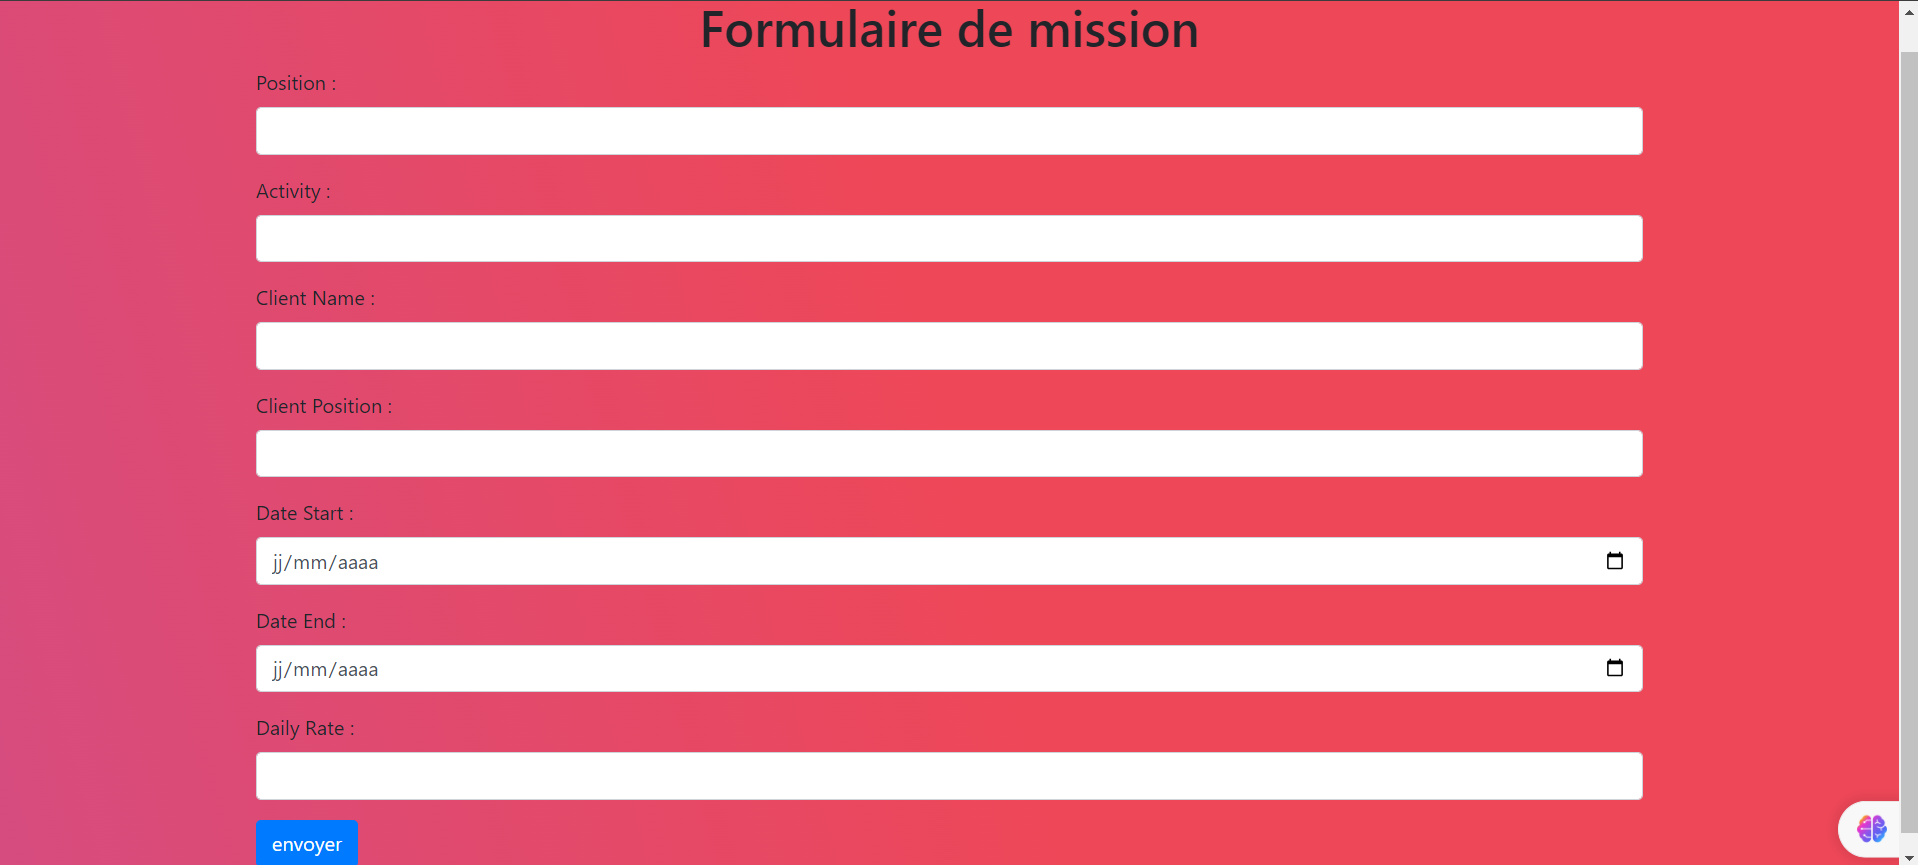 Formulaire de mission
Position :
Activity :
Client Name :
Client Position :
Date Start :
jj/mm/aaaa
Date End :
jj/mm/aaaa
Daily Rate :
envoyer